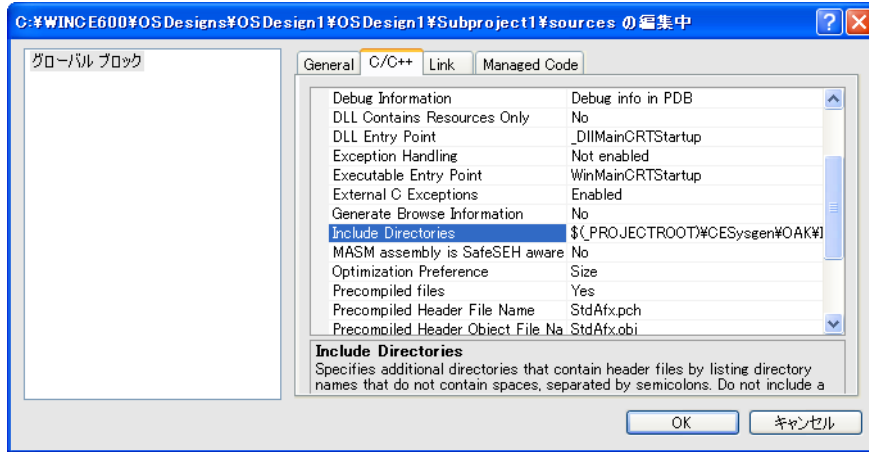 C:¥WINCE600¥OSDesigns¥OSDesign1¥OSDesign1¥Subproject1¥sources の編集中
グローバル ブロック
General C/C++ Link Managed Code
Debug Information Debug info in PDB
DLL Contains Resources Only No
DLL Entry Point _DllMainCRTStartup
Exception Handling Not enabled
Executable Entry Point WinMainCRTStartup
External C Exceptions Enabled
Generate Browse Information No
Include Directories $(_PROJECTROOT)¥CESysgen¥OAK¥I
MASM assembly is SafeSEH aware No
Optimization Preference Size
Precompiled files Yes
Precompiled Header File Name StdAfx.pch
Precompiled Header Object File Na StdAfx.obj
Include Directories
Specifies additional directories that contain header files by listing directory
names that do not contain spaces, separated by semicolons. Do not include a
OK キャンセル